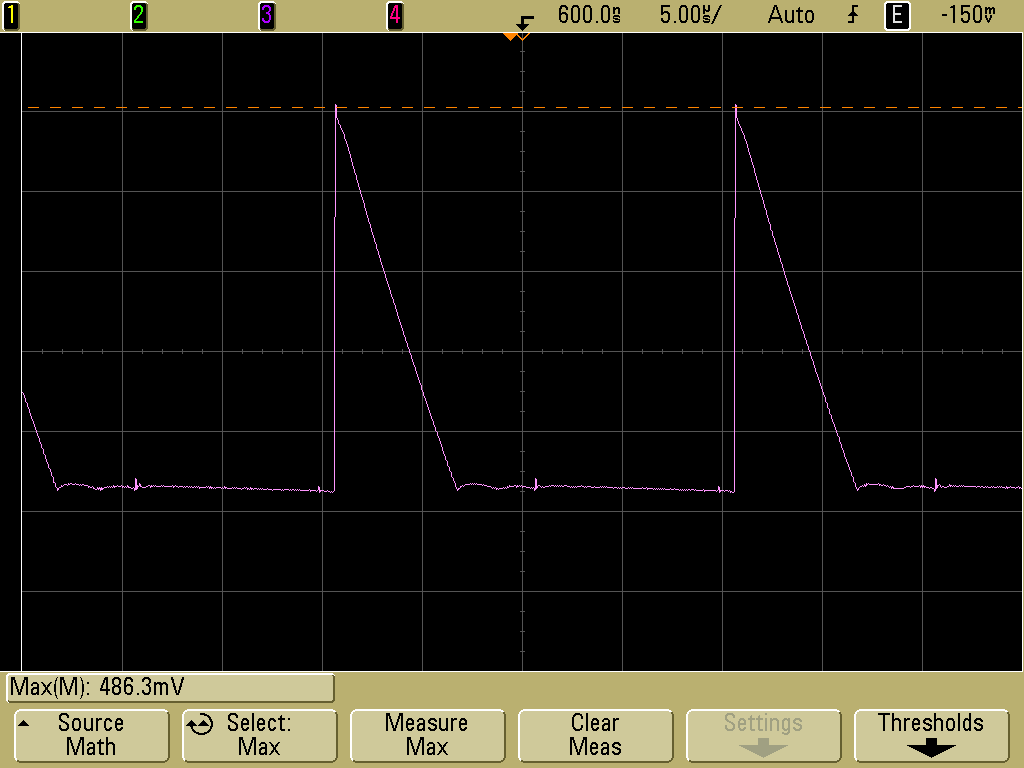 1 2 3 4 600.0ns 5.00us/ Auto E -150mV
Max(M): 486.3mV
Source Select: Measure Clear Settings Thresholds
Math Max Max Meas